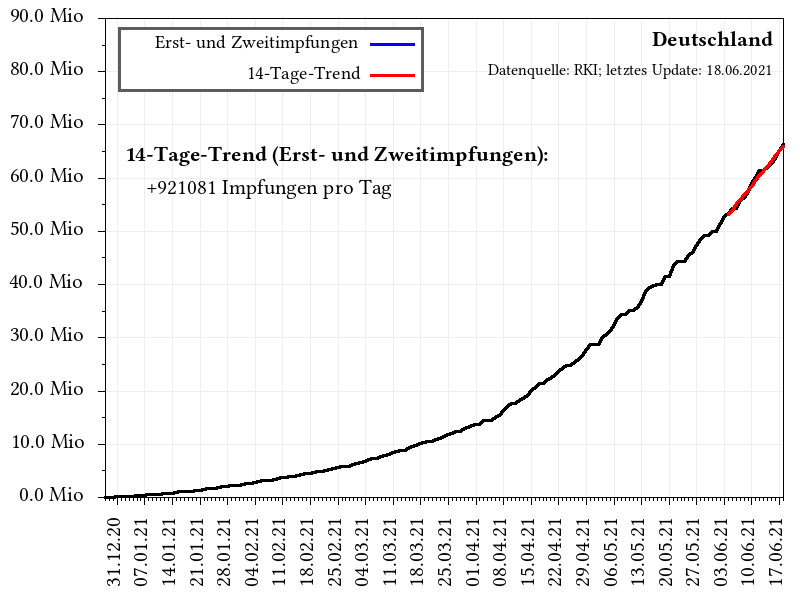 90.0 Mio
80.0 Mio
70.0 Mio
60.0 Mio
50.0 Mio
40.0 Mio
30.0 Mio
20.0 Mio
10.0 Mio
0.0 Mio
Erst- und Zweitimpfungen
14-Tage-Trend
Deutschland
Datenquelle: RKI; letztes Update: 18.06.2021
14-Tage-Trend (Erst- und Zweitimpfungen):
+921081 Impfungen pro Tag
31.12.20
07.01.21
14.01.21
21.01.21
28.01.21
04.02.21
11.02.21
18.02.21
25.02.21
04.03.21
11.03.21
18.03.21
25.03.21
01.04.21
08.04.21
15.04.21
22.04.21
29.04.21
06.05.21
13.05.21
20.05.21
27.05.21
03.06.21
10.06.21
17.06.21